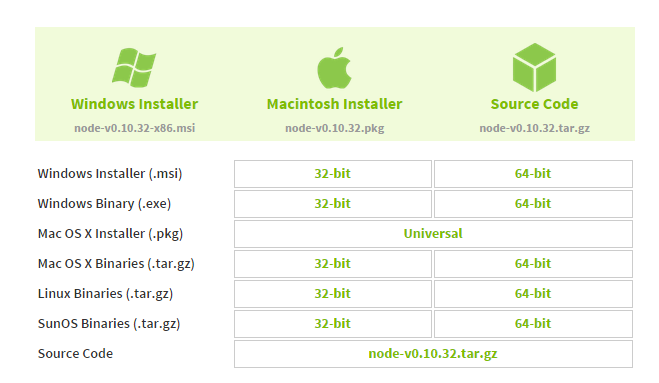 Windows Installer Macintosh Installer Source Code
node-v0.10.32-x86.msi node-v0.10.32.pkg node-v0.10.32.tar.gz
Windows Installer (.msi) 32-bit 64-bit
Windows Binary (.exe) 32-bit 64-bit
Mac OS X Installer (.pkg) Universal
Mac OS X Binaries (.tar.gz) 32-bit 64-bit
Linux Binaries (.tar.gz) 32-bit 64-bit
SunOS Binaries (.tar.gz) 32-bit 64-bit
Source Code node-v0.10.32.tar.gz